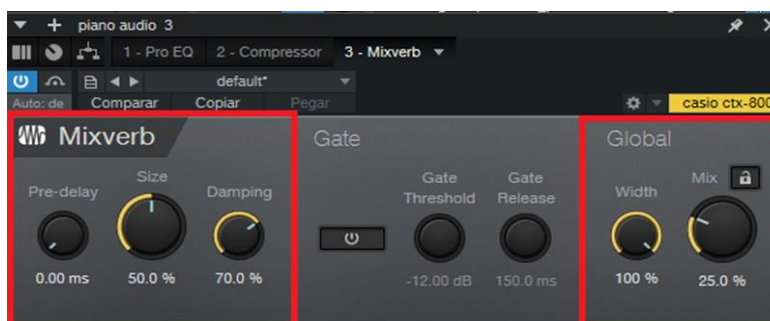 piano audio 3
1 - Pro EQ 2 - Compressor 3 - Mixverb
default*
Auto: de Comparar Copiar Pegar casio ctx-800
Mixverb Gate Global
Pre-delay Size Damping Gate Threshold Gate Release Width Mix
0.00 ms 50.0 % 70.0 % -12.00 dB 150.0 ms 100 % 25.0 %